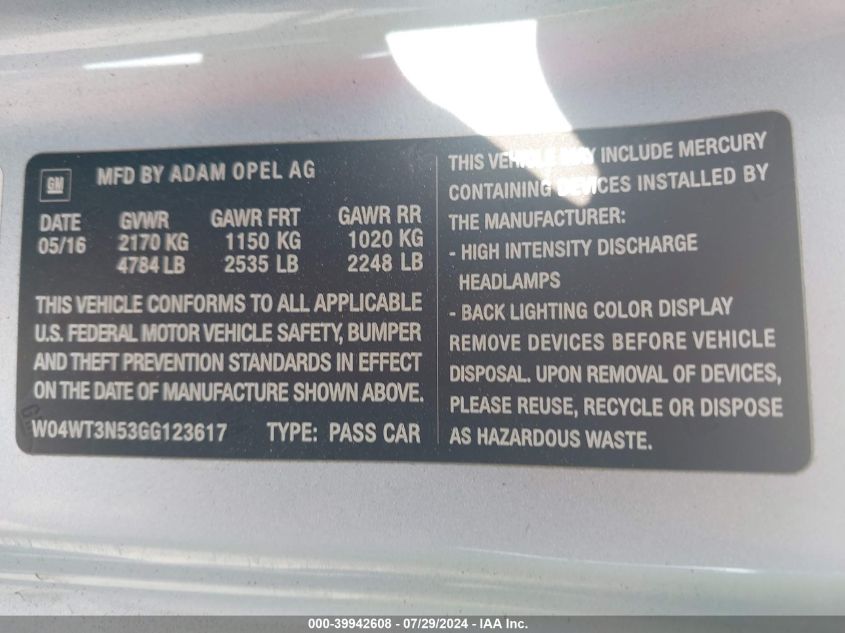 GM
MFD BY ADAM OPEL AG
DATE GVWR GAWR FRT GAWR RR
05/16 2170 KG 1150 KG 1020 KG
4784 LB 2535 LB 2248 LB
THIS VEHICLE CONFORMS TO ALL APPLICABLE
U.S. FEDERAL MOTOR VEHICLE SAFETY, BUMPER
AND THEFT PREVENTION STANDARDS IN EFFECT
ON THE DATE OF MANUFACTURE SHOWN ABOVE.
W04WT3N53GG123617 TYPE: PASS CAR
THIS VEHICLE MAY INCLUDE MERCURY
CONTAINING DEVICES INSTALLED BY
THE MANUFACTURER:
- HIGH INTENSITY DISCHARGE
HEADLAMPS
- BACK LIGHTING COLOR DISPLAY
REMOVE DEVICES BEFORE VEHICLE
DISPOSAL. UPON REMOVAL OF DEVICES,
PLEASE REUSE, RECYCLE OR DISPOSE
AS HAZARDOUS WASTE.
000-39942608 - 07/29/2024 - IAA Inc.